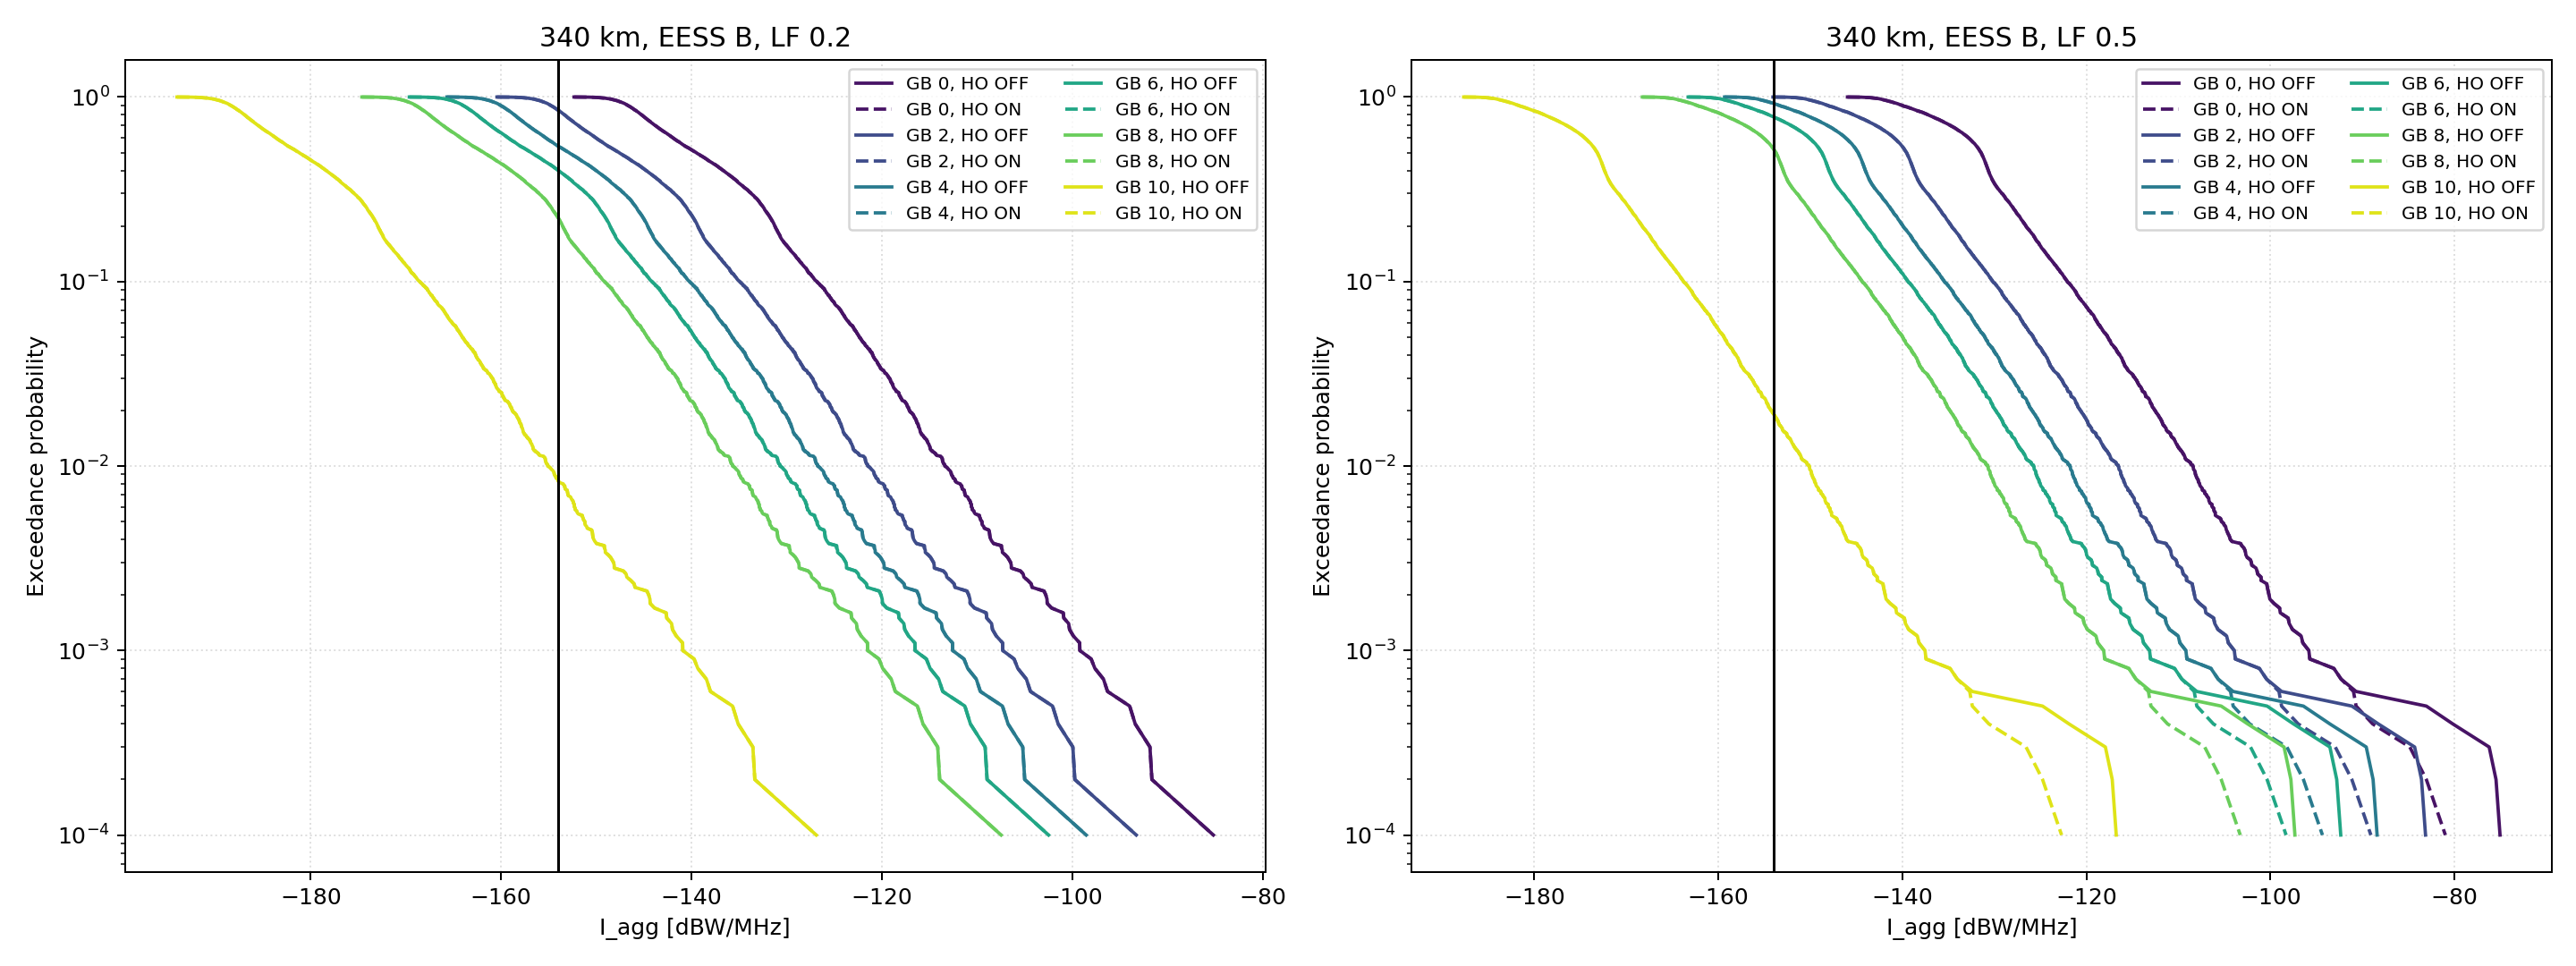 340 km, EESS B, LF 0.2
GB 0, HO OFF
GB 0, HO ON
GB 2, HO OFF
GB 2, HO ON
GB 4, HO OFF
GB 4, HO ON
GB 6, HO OFF
GB 6, HO ON
GB 8, HO OFF
GB 8, HO ON
GB 10, HO OFF
GB 10, HO ON
Exceedance probability
10⁰
10⁻¹
10⁻²
10⁻³
10⁻⁴
−180
−160
−140
−120
−100
−80
I_agg [dBW/MHz]
340 km, EESS B, LF 0.5
GB 0, HO OFF
GB 0, HO ON
GB 2, HO OFF
GB 2, HO ON
GB 4, HO OFF
GB 4, HO ON
GB 6, HO OFF
GB 6, HO ON
GB 8, HO OFF
GB 8, HO ON
GB 10, HO OFF
GB 10, HO ON
Exceedance probability
10⁰
10⁻¹
10⁻²
10⁻³
10⁻⁴
−180
−160
−140
−120
−100
−80
I_agg [dBW/MHz]